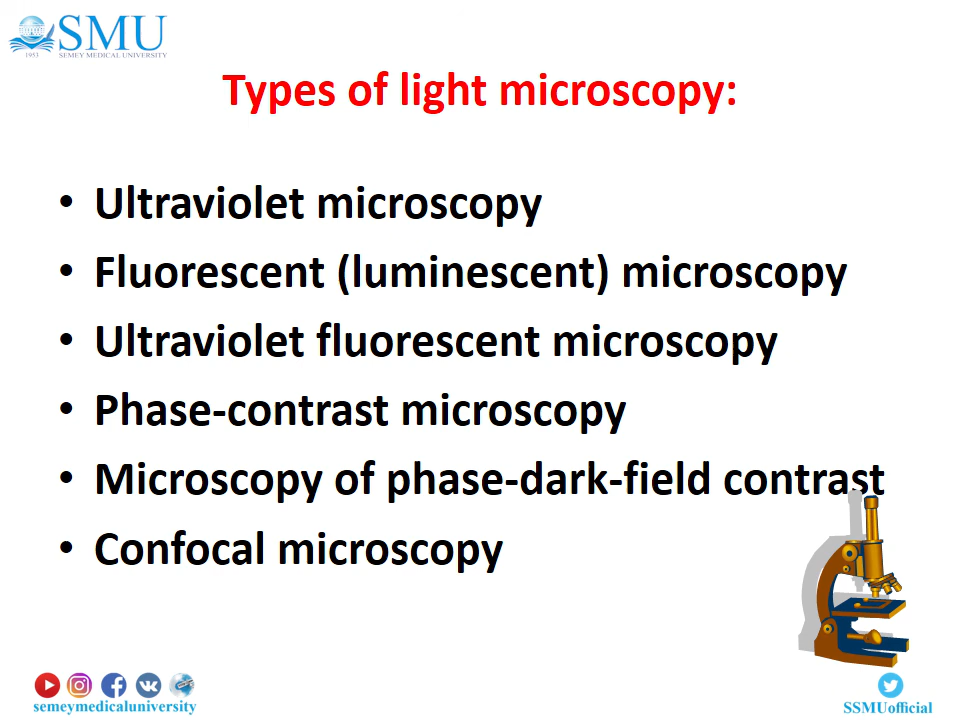 SMU
1953 SEMEY MEDICAL UNIVERSITY
Types of light microscopy:
• Ultraviolet microscopy
• Fluorescent (luminescent) microscopy
• Ultraviolet fluorescent microscopy
• Phase-contrast microscopy
• Microscopy of phase-dark-field contrast
• Confocal microscopy
semeymedicaluniversity
SSMUofficial